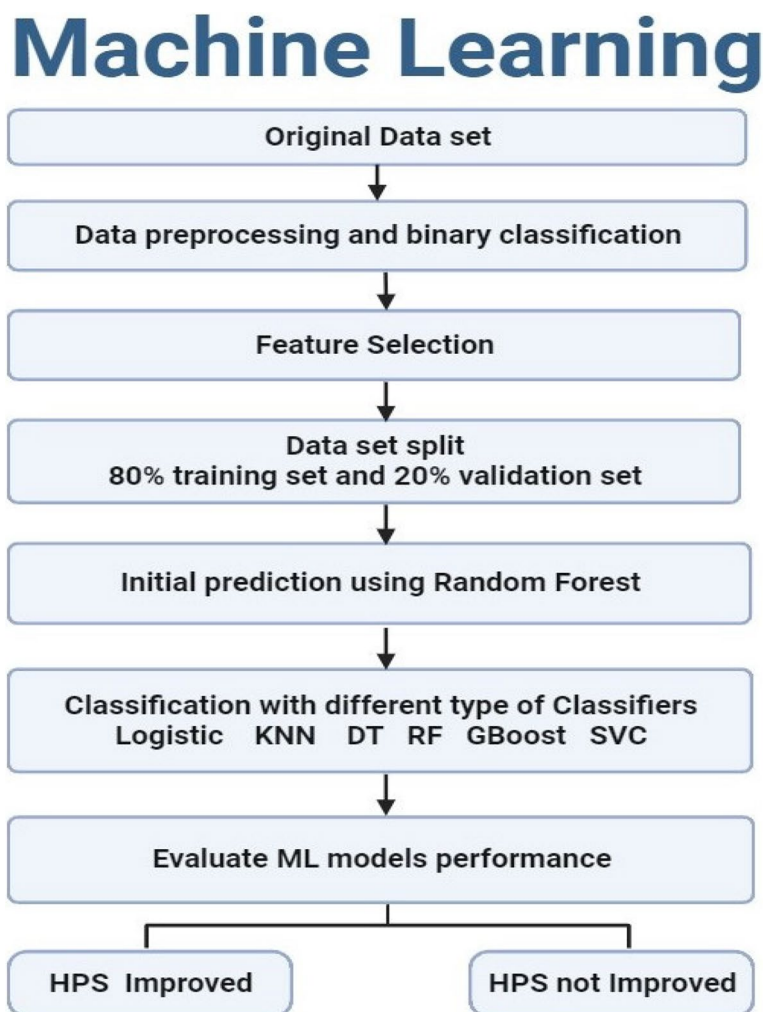 Machine Learning
Original Data set
Data preprocessing and binary classification
Feature Selection
Data set split
80% training set and 20% validation set
Initial prediction using Random Forest
Classification with different type of Classifiers
Logistic KNN DT RF GBoost SVC
Evaluate ML models performance
HPS Improved
HPS not Improved